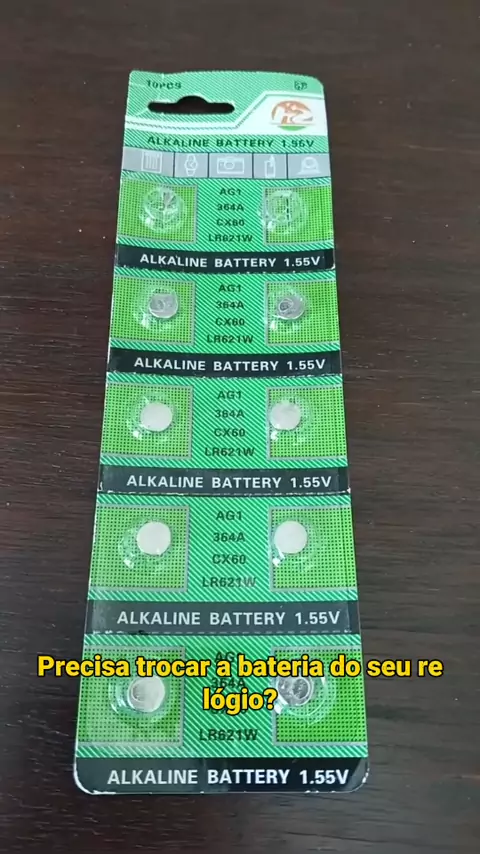 10PCS
ALKALINE BATTERY 1.55V
AG1
364A
CX60
LR621W
ALKALINE BATTERY 1.55V
AG1
364A
CX60
LR621W
ALKALINE BATTERY 1.55V
AG1
364A
CX60
LR621W
ALKALINE BATTERY 1.55V
AG1
364A
CX60
LR621W
ALKALINE BATTERY 1.55V
AG1
Precisa trocar a bateria do seu re
364A
lógio?
LR621W
ALKALINE BATTERY 1.55V